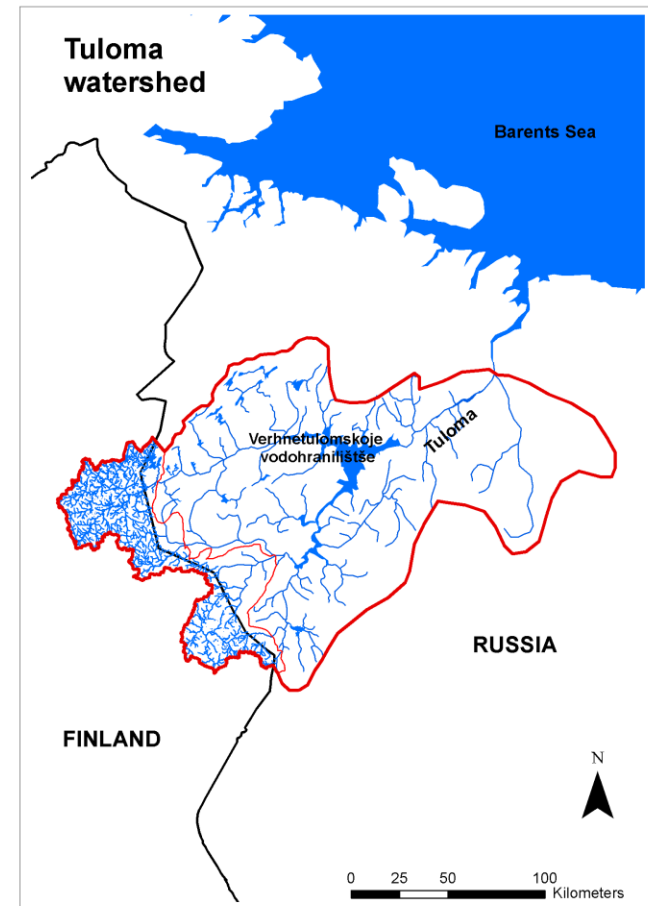 Tuloma
watershed
Barents Sea
Verhnetulomskoje
vodohranilištše
Tuloma
RUSSIA
FINLAND
N
0 25 50 100
Kilometers